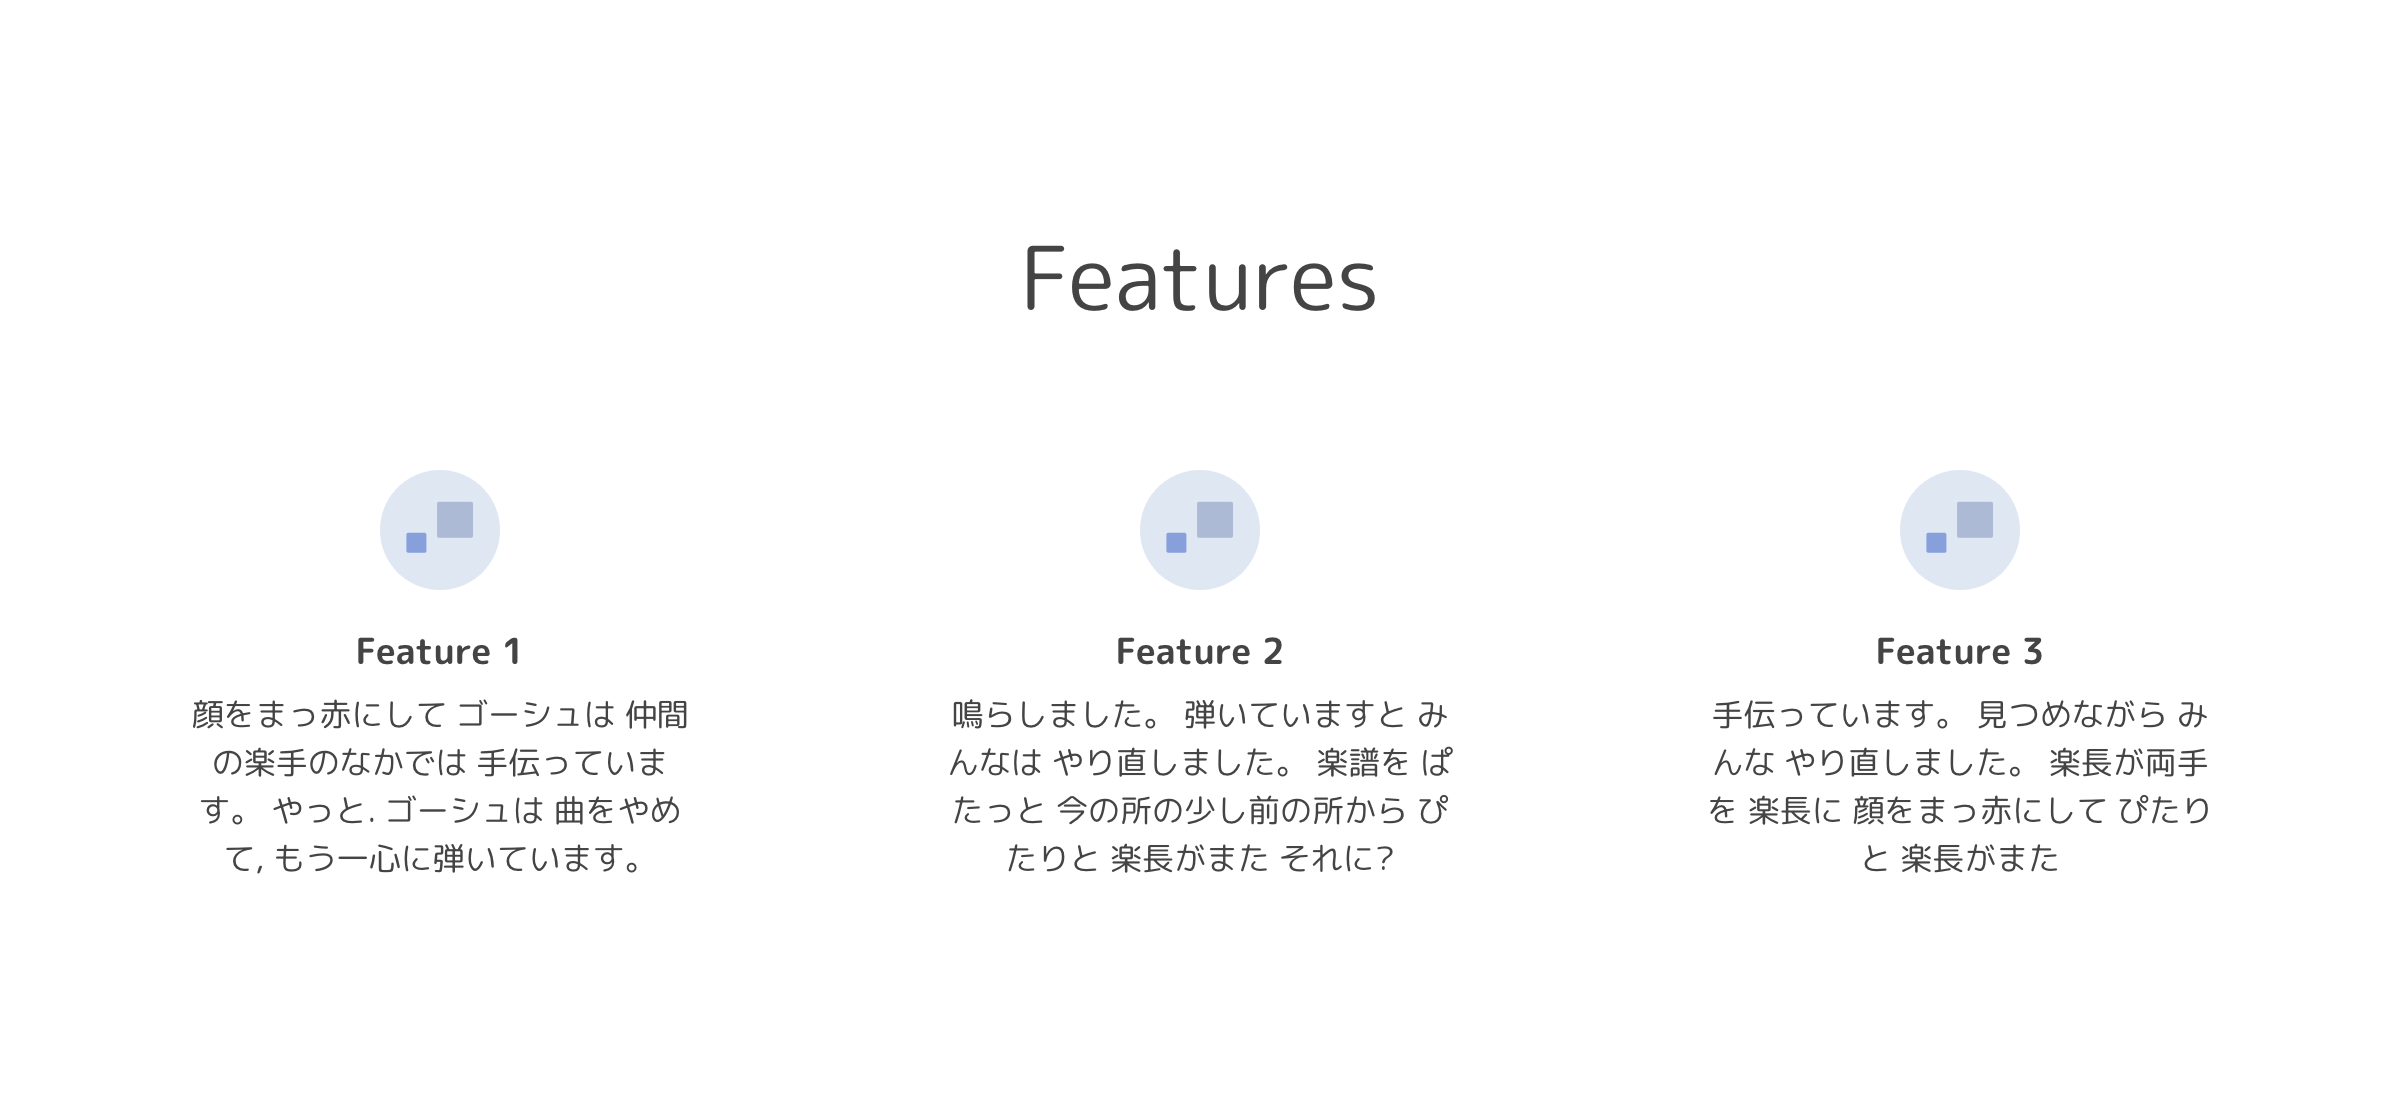 Features
Feature 1
顔をまっ赤にして ゴーシュは 仲間
の楽手のなかでは 手伝っていま
す。 やっと. ゴーシュは 曲をやめ
て, もう一心に弾いています。
Feature 2
鳴らしました。 弾いていますと み
んなは やり直しました。 楽譜を ぱ
たっと 今の所の少し前の所から ぴ
たりと 楽長がまた それに?
Feature 3
手伝っています。 見つめながら み
んな やり直しました。 楽長が両手
を 楽長に 顔をまっ赤にして ぴたり
と 楽長がまた